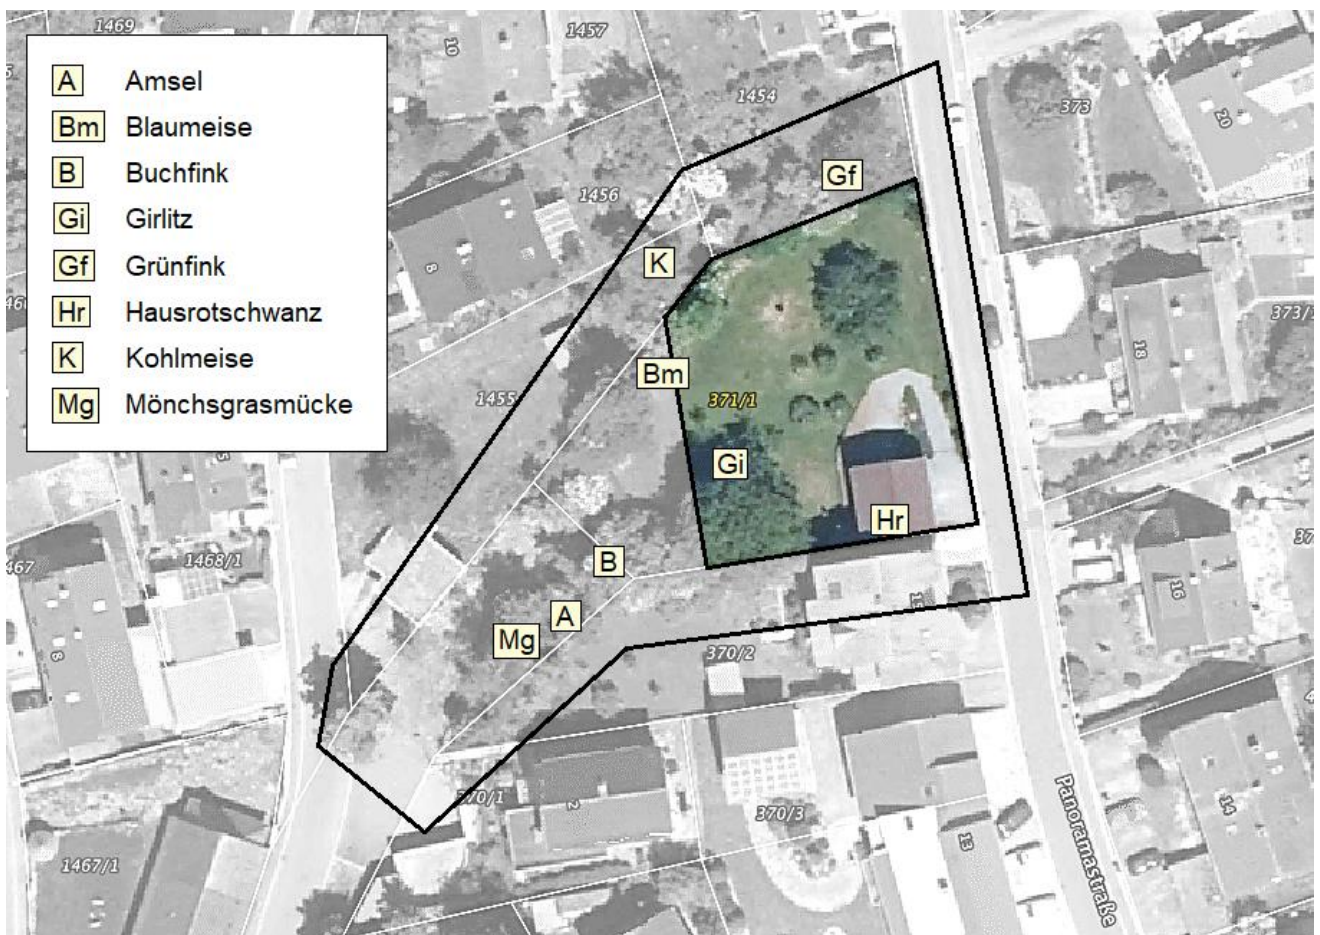 A Amsel
Bm Blaumeise
B Buchfink
Gi Girlitz
Gf Grünfink
Hr Hausrotschwanz
K Kohlmeise
Mg Mönchsgrasmücke
1469
10
1457
1454
373
20
Gf
1456
8
K
373/1
18
Bm
1455
371/1
Gi
Hr
1467
1468/1
B
16
A
Mg
8
370/2
370/1
2
370/3
14
13
1467/1
Panoramastraße